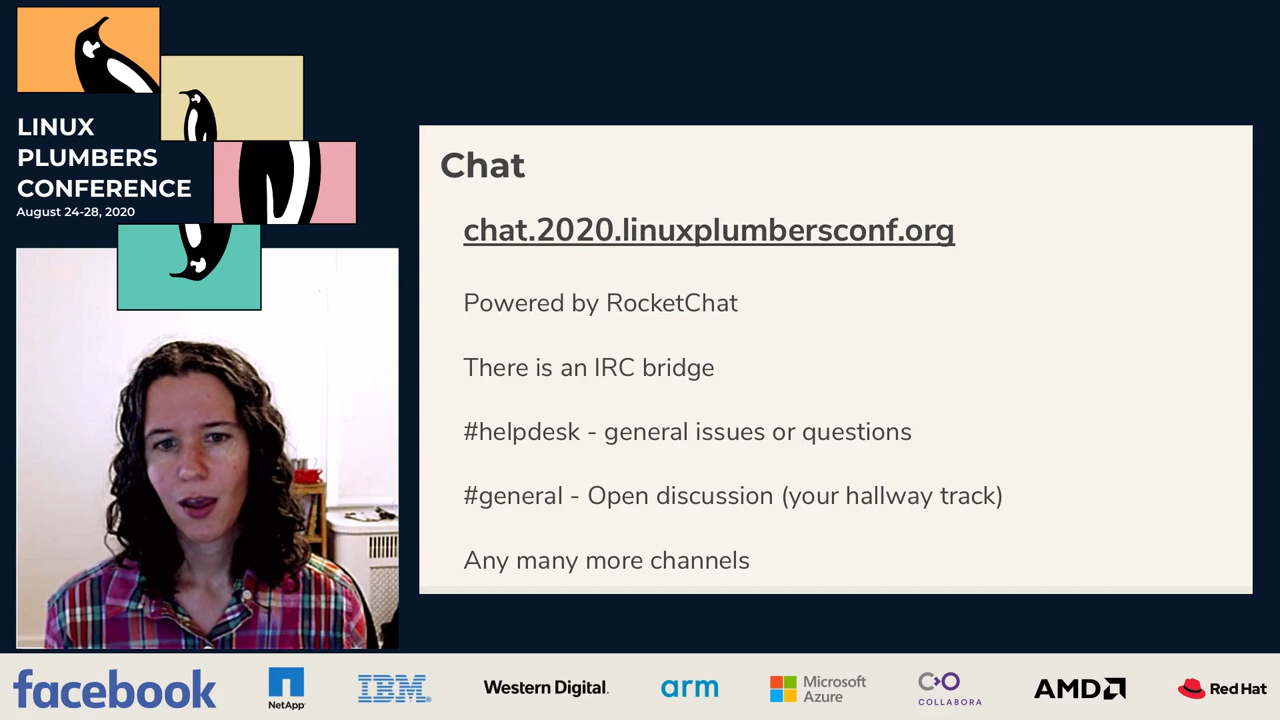 LINUX
PLUMBERS
CONFERENCE
August 24-28, 2020
Chat
chat.2020.linuxplumbersconf.org
Powered by RocketChat
There is an IRC bridge
#helpdesk - general issues or questions
#general - Open discussion (your hallway track)
Any many more channels
facebook
NetApp
IBM
Western Digital.
arm
Microsoft
Azure
COLLABORA
AMD
Red Hat